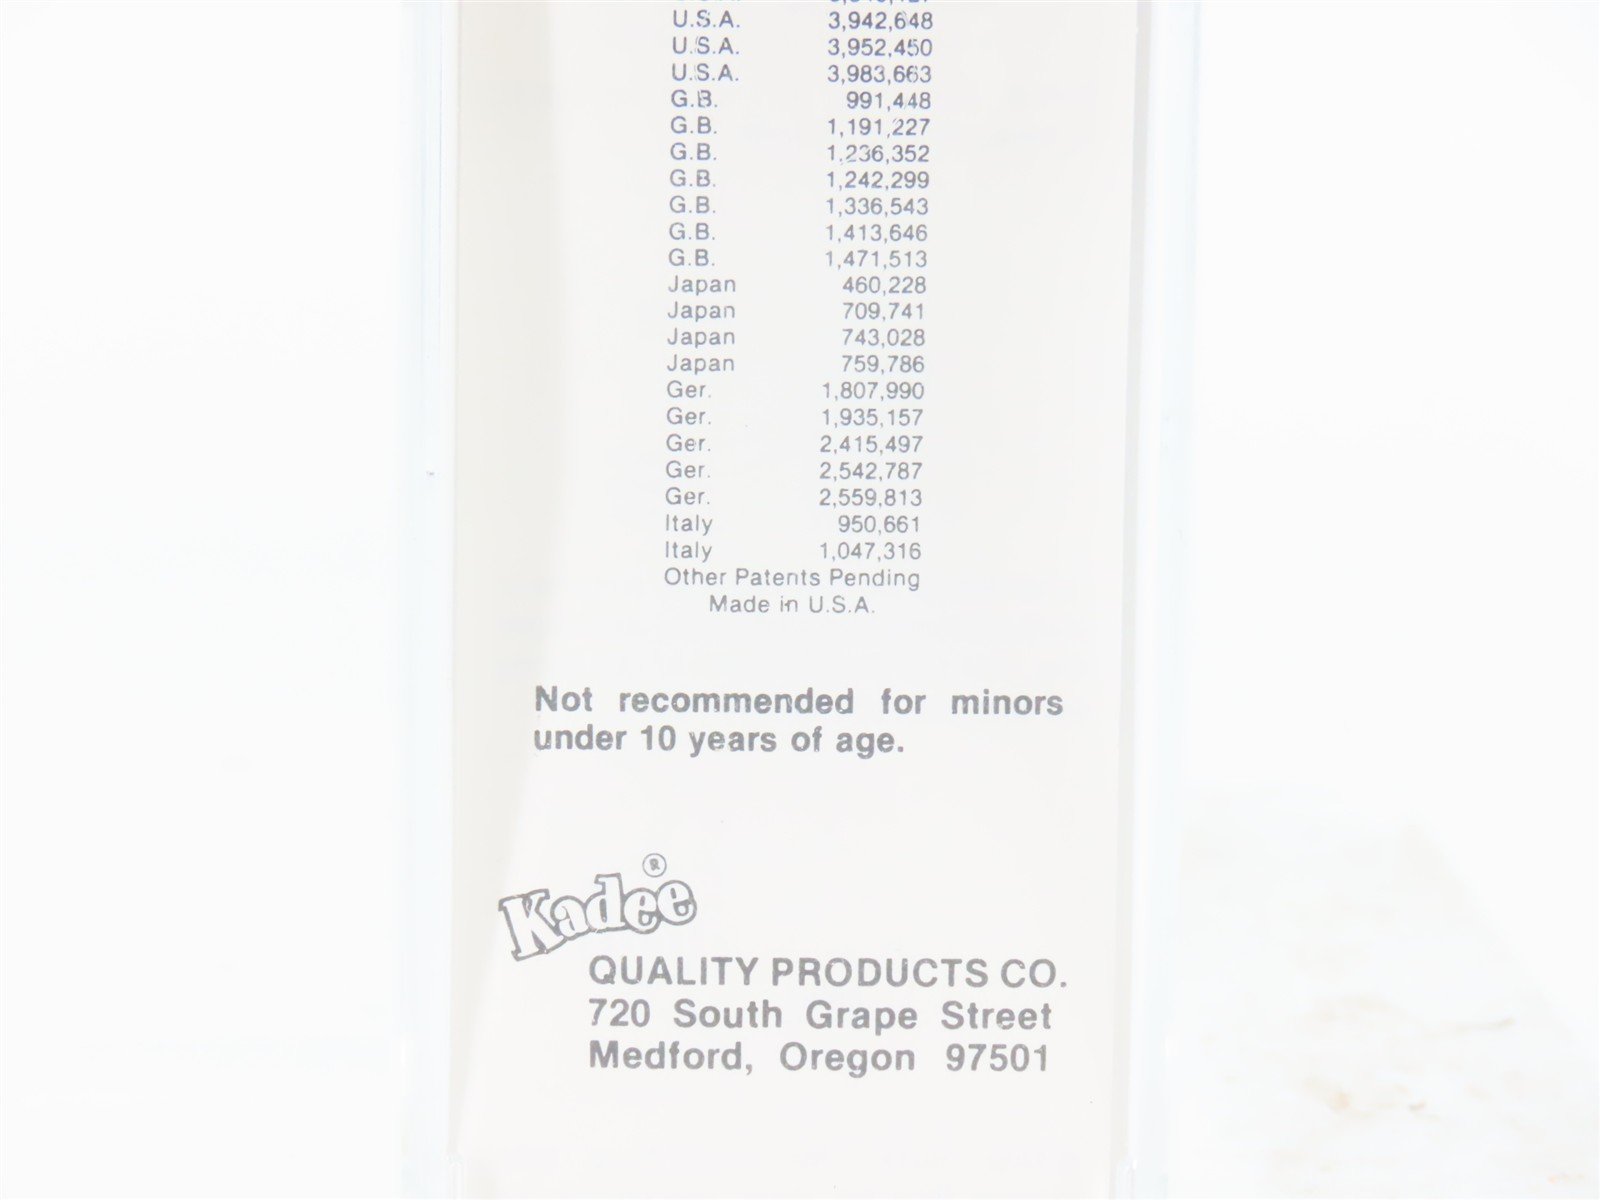 U.S.A. 3,942,648
U.S.A. 3,952,450
U.S.A. 3,983,663
G.B. 991,448
G.B. 1,191,227
G.B. 1,236,352
G.B. 1,242,299
G.B. 1,336,543
G.B. 1,413,646
G.B. 1,471,513
Japan 460,228
Japan 709,741
Japan 743,028
Japan 759,786
Ger. 1,807,990
Ger. 1,935,157
Ger. 2,415,497
Ger. 2,542,787
Ger. 2,559,813
Italy 950,661
Italy 1,047,316
Other Patents Pending
Made in U.S.A.
Not recommended for minors
under 10 years of age.
Kadee®
QUALITY PRODUCTS CO.
720 South Grape Street
Medford, Oregon 97501